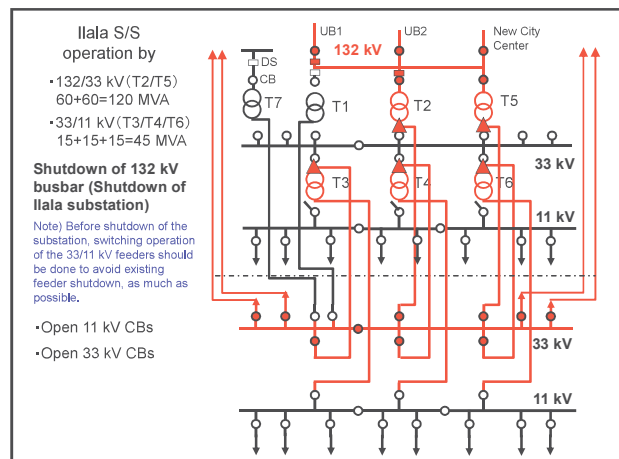 Ilala S/S
operation by
・132/33 kV(T2/T5)
60+60=120 MVA
・33/11 kV(T3/T4/T6)
15+15+15=45 MVA
Shutdown of 132 kV
busbar (Shutdown of
Ilala substation)
Note) Before shutdown of the
substation, switching operation
of the 33/11 kV feeders should
be done to avoid existing
feeder shutdown, as much as
possible.
・Open 11 kV CBs
・Open 33 kV CBs
UB1
UB2
New City
Center
132 kV
DS
CB
T7
T1
T2
T5
33 kV
T3
T4
T6
11 kV
33 kV
11 kV